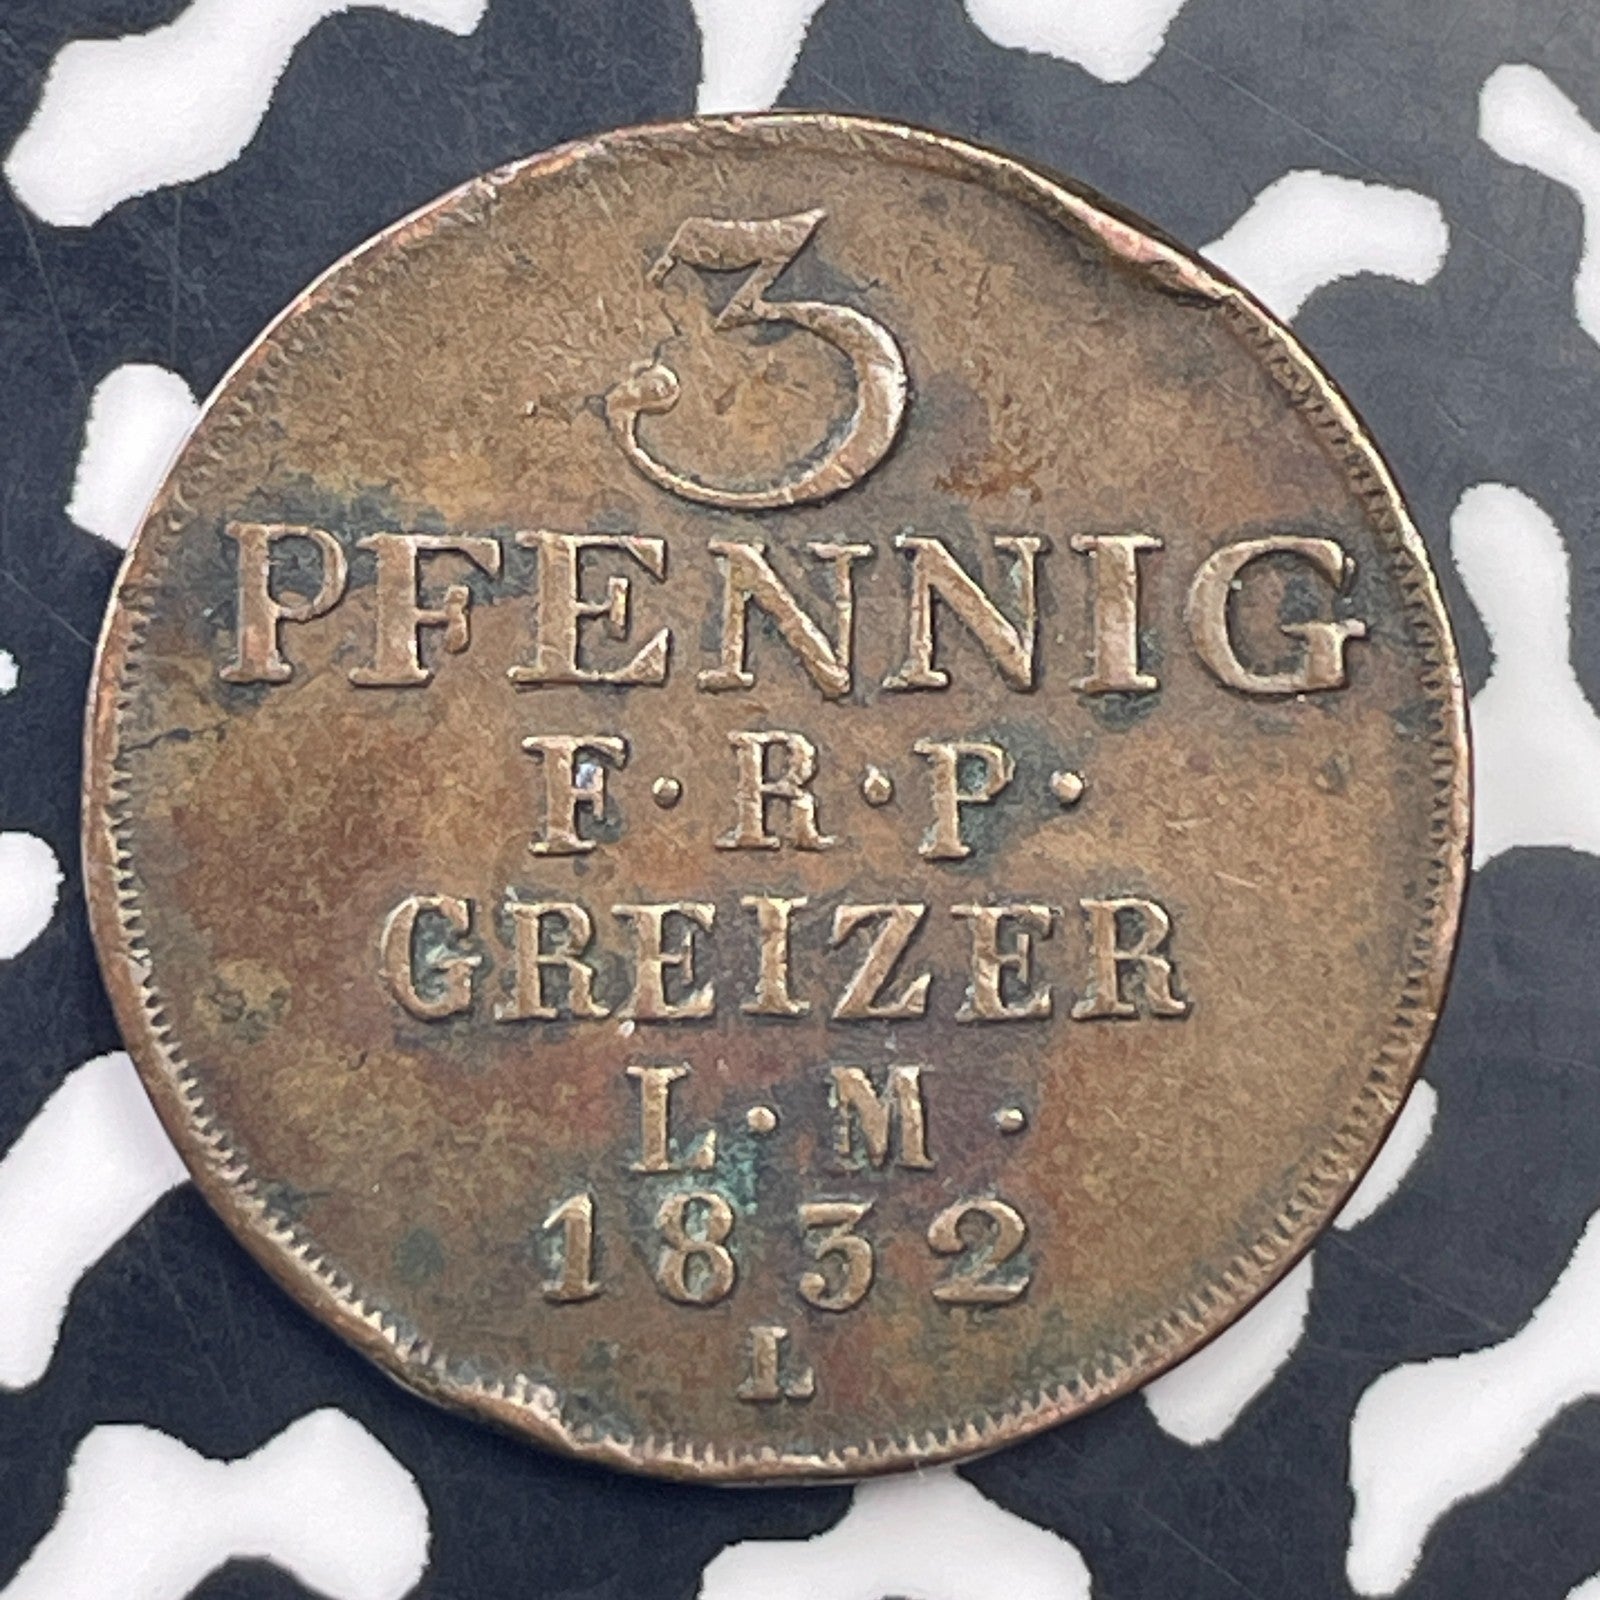 3
PFENNIG
F·R·P·
GREIZER
L·M·
1832
L